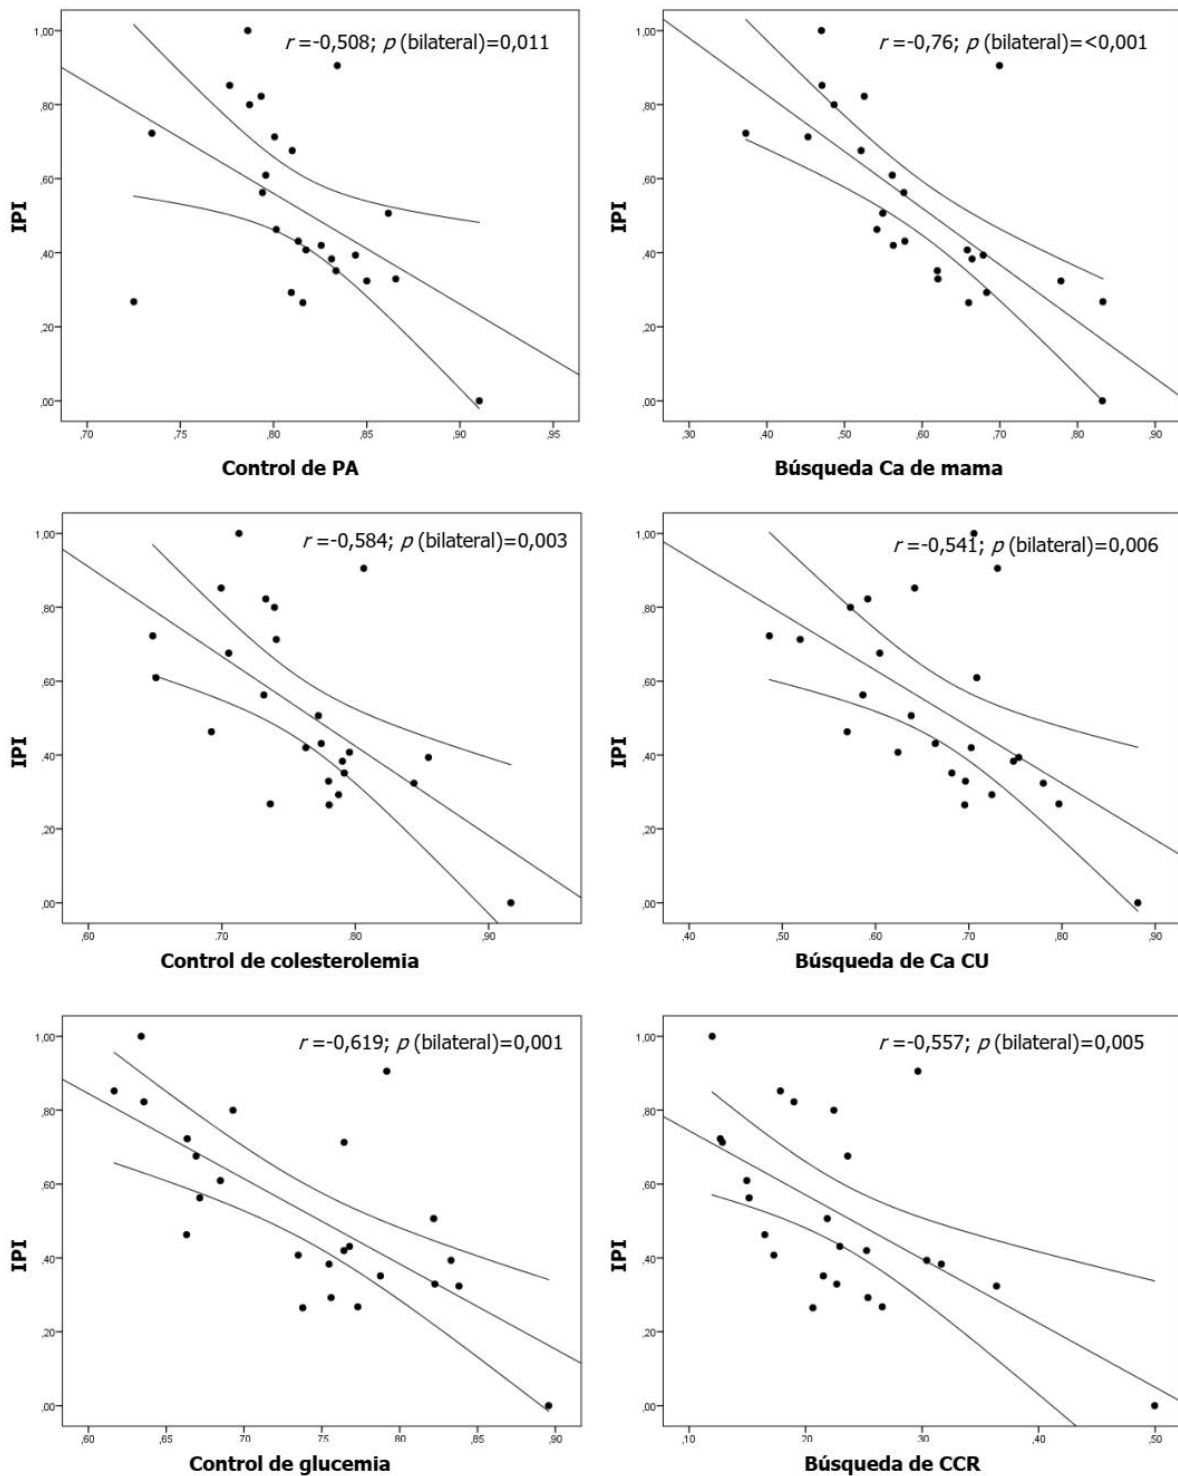 r=-0,508; p (bilateral)=0,011
IPI
1,00
,80
,60
,40
,20
,00
,70 ,75 ,80 ,85 ,90 ,95
Control de PA
r=-0,76; p (bilateral)=<0,001
IPI
1,00
,80
,60
,40
,20
,00
,30 ,40 ,50 ,60 ,70 ,80 ,90
Búsqueda Ca de mama
r=-0,584; p (bilateral)=0,003
IPI
1,00
,80
,60
,40
,20
,00
,60 ,70 ,80 ,90
Control de colesterolemia
r=-0,541; p (bilateral)=0,006
IPI
1,00
,80
,60
,40
,20
,00
,40 ,50 ,60 ,70 ,80 ,90
Búsqueda de Ca CU
r=-0,619; p (bilateral)=0,001
IPI
1,00
,80
,60
,40
,20
,00
,60 ,65 ,70 ,75 ,80 ,85 ,90
Control de glucemia
r=-0,557; p (bilateral)=0,005
IPI
1,00
,80
,60
,40
,20
,00
,10 ,20 ,30 ,40 ,50
Búsqueda de CCR